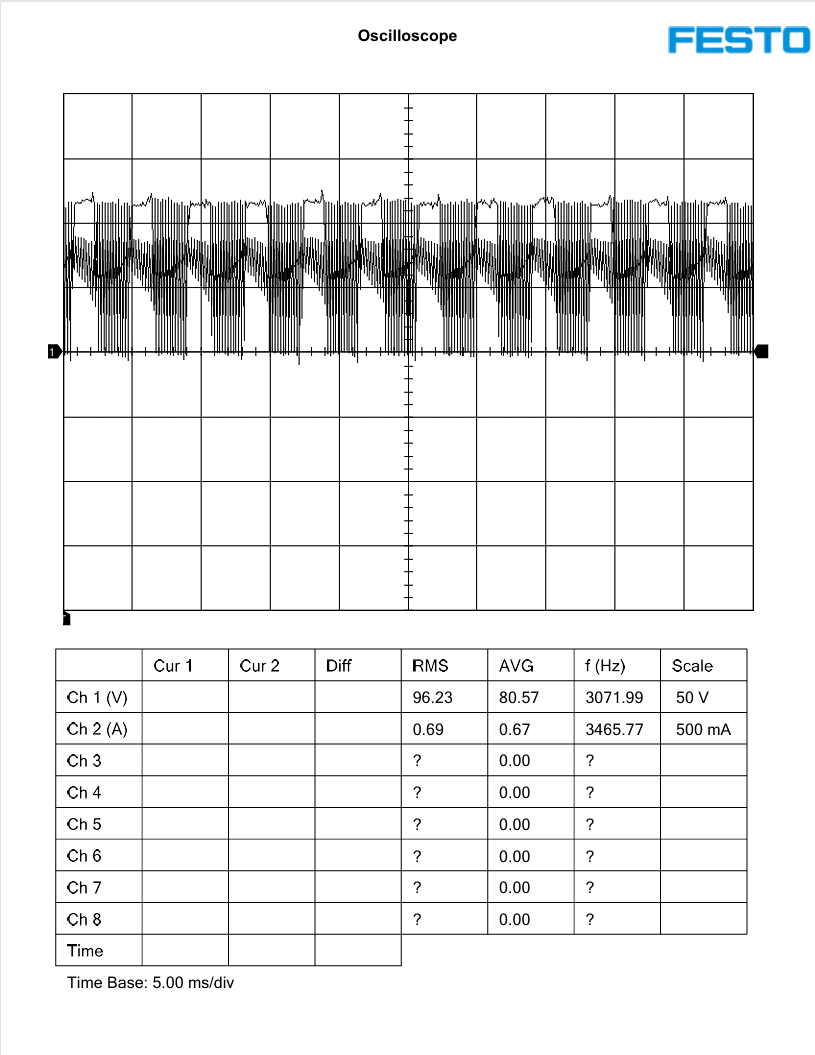 Oscilloscope
FESTO
1
Cur 1 Cur 2 Diff RMS AVG f (Hz) Scale
Ch 1 (V) 96.23 80.57 3071.99 50 V
Ch 2 (A) 0.69 0.67 3465.77 500 mA
Ch 3 ? 0.00 ?
Ch 4 ? 0.00 ?
Ch 5 ? 0.00 ?
Ch 6 ? 0.00 ?
Ch 7 ? 0.00 ?
Ch 8 ? 0.00 ?
Time
Time Base: 5.00 ms/div